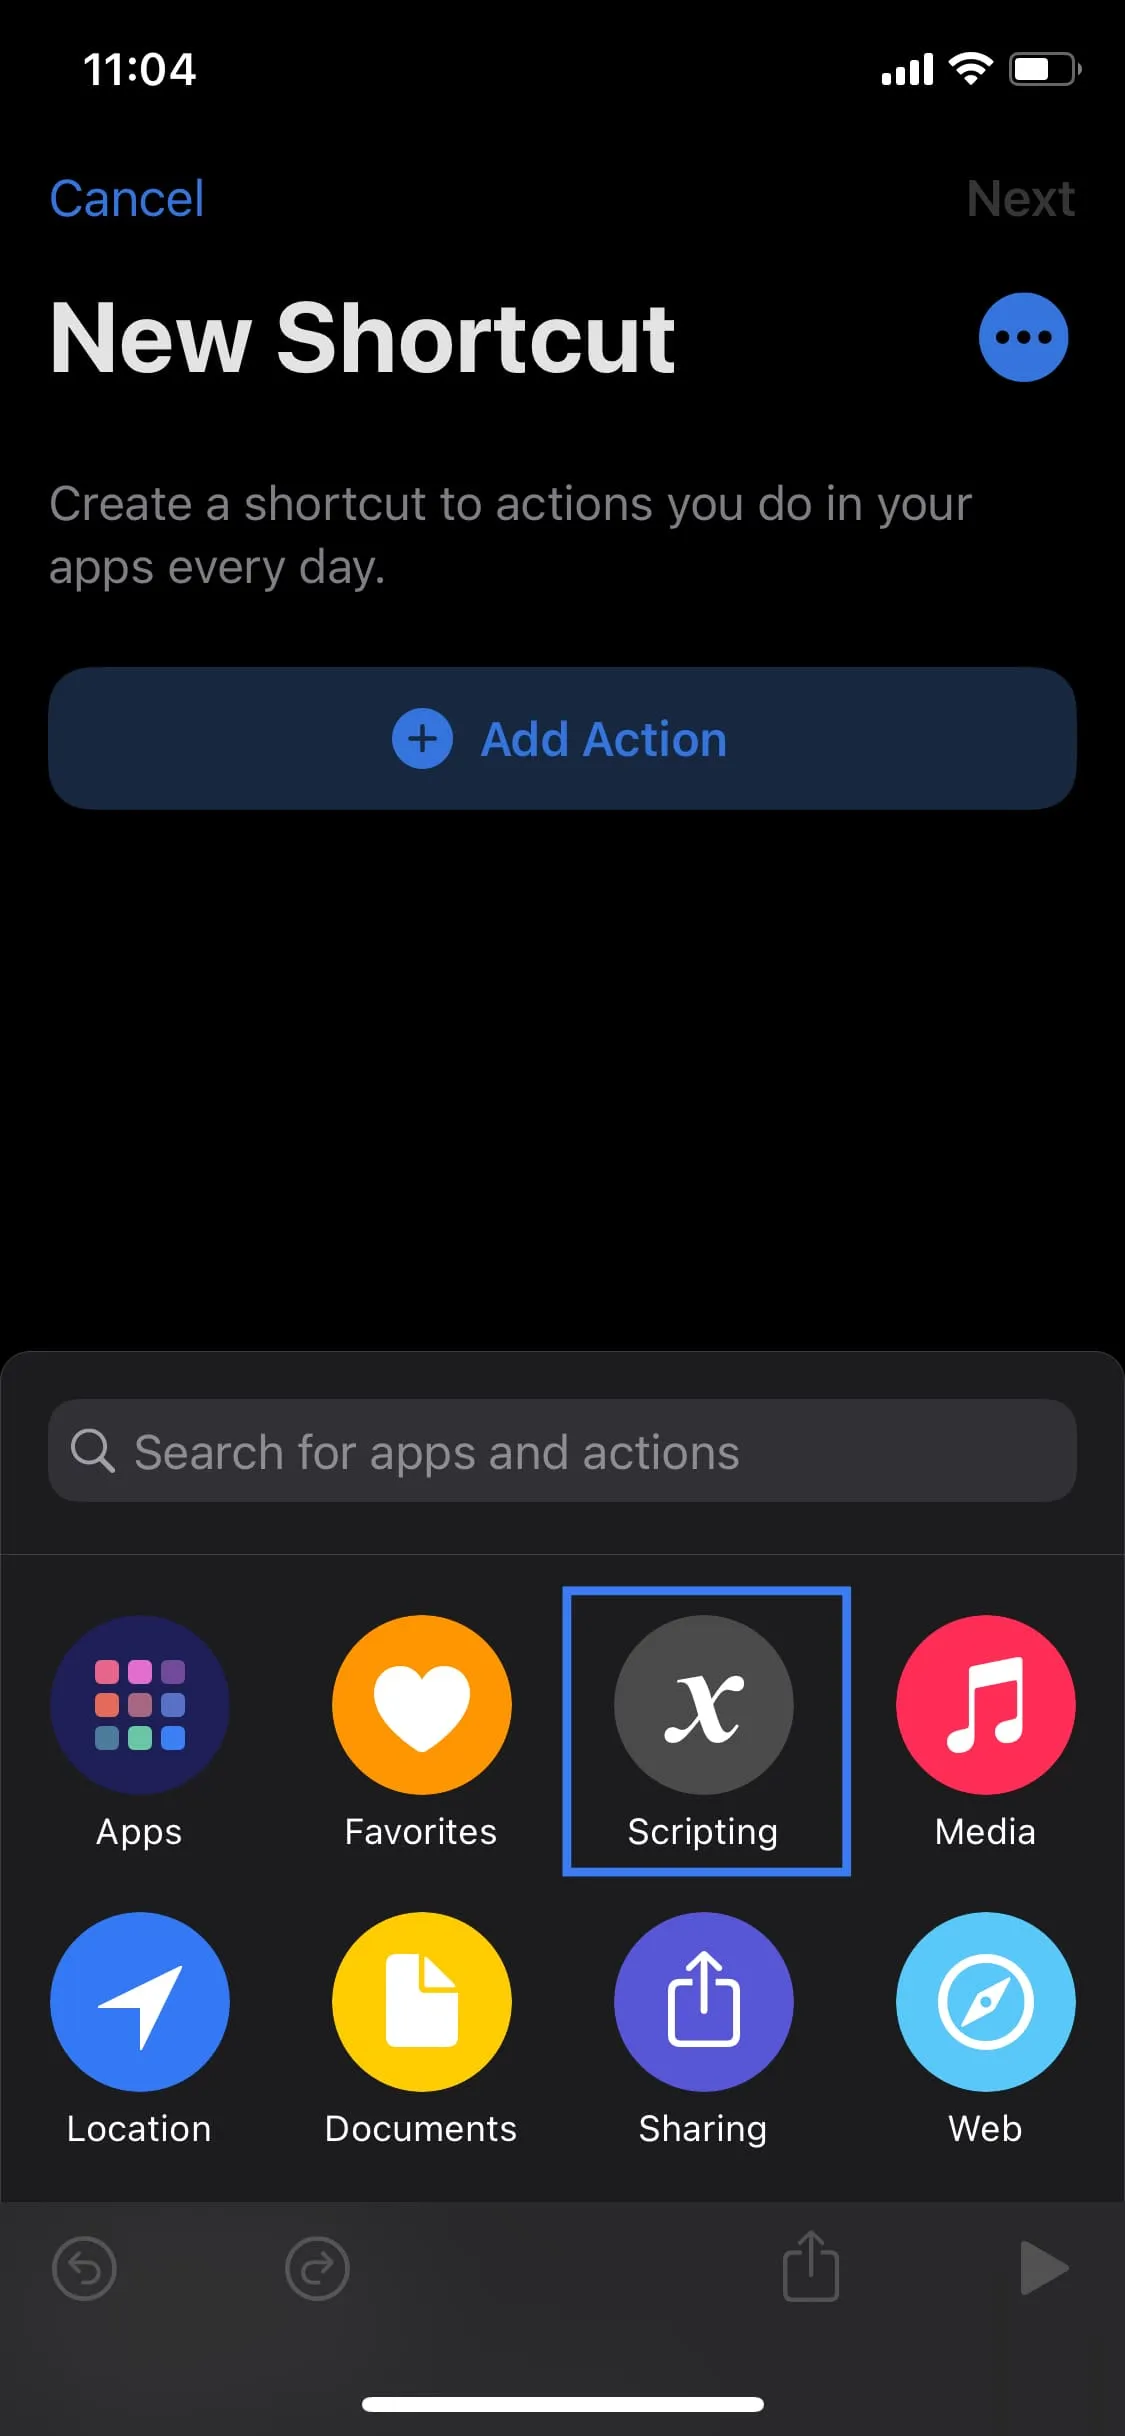 11:04
Cancel
Next
New Shortcut
Create a shortcut to actions you do in your
apps every day.
Add Action
Search for apps and actions
Apps
Favorites
Scripting
Media
Location
Documents
Sharing
Web